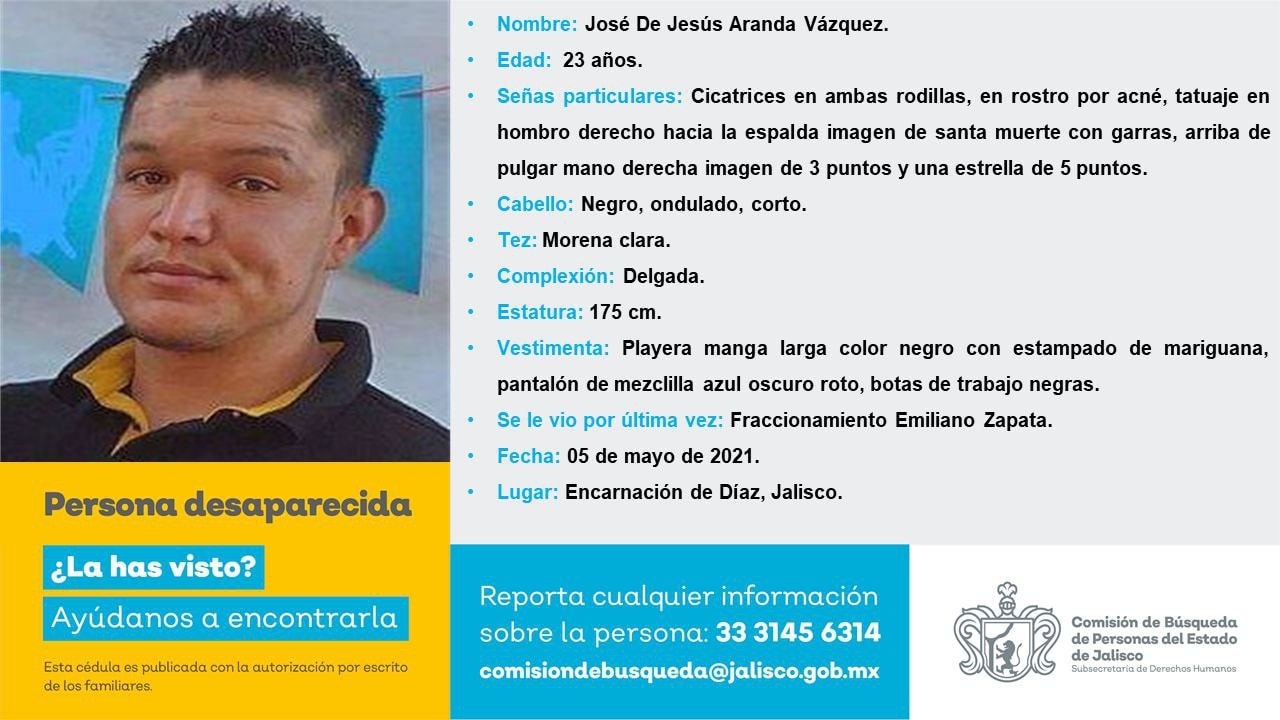 • Nombre: José De Jesús Aranda Vázquez.
• Edad: 23 años.
• Señas particulares: Cicatrices en ambas rodillas, en rostro por acné, tatuaje en
hombro derecho hacia la espalda imagen de santa muerte con garras, arriba de
pulgar mano derecha imagen de 3 puntos y una estrella de 5 puntos.
• Cabello: Negro, ondulado, corto.
• Tez: Morena clara.
• Complexión: Delgada.
• Estatura: 175 cm.
• Vestimenta: Playera manga larga color negro con estampado de mariguana,
pantalón de mezclilla azul oscuro roto, botas de trabajo negras.
• Se le vio por última vez: Fraccionamiento Emiliano Zapata.
• Fecha: 05 de mayo de 2021.
• Lugar: Encarnación de Díaz, Jalisco.
Persona desaparecida
¿La has visto?
Ayúdanos a encontrarla
Esta cédula es publicada con la autorización por escrito
de los familiares.
Reporta cualquier información
sobre la persona: 33 3145 6314
comisiondebusqueda@jalisco.gob.mx
Comisión de Búsqueda
de Personas del Estado
de Jalisco
Subsecretaría de Derechos Humanos